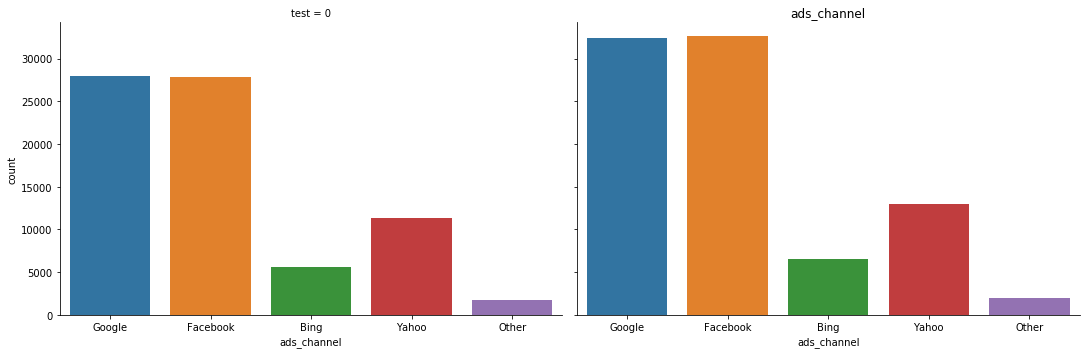 test = 0
ads_channel
count
30000
25000
20000
15000
10000
5000
0
Google Facebook Bing Yahoo Other
Google Facebook Bing Yahoo Other
ads_channel
ads_channel